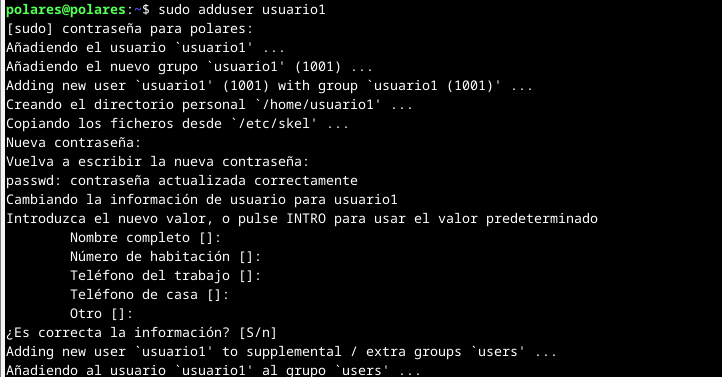 polares@polares:~$ sudo adduser usuario1
[sudo] contraseña para polares:
Añadiendo el usuario `usuario1' ...
Añadiendo el nuevo grupo `usuario1' (1001) ...
Adding new user `usuario1' (1001) with group `usuario1 (1001)' ...
Creando el directorio personal `/home/usuario1' ...
Copiando los ficheros desde `/etc/skel' ...
Nueva contraseña:
Vuelva a escribir la nueva contraseña:
passwd: contraseña actualizada correctamente
Cambiando la información de usuario para usuario1
Introduzca el nuevo valor, o pulse INTRO para usar el valor predeterminado
Nombre completo []:
Número de habitación []:
Teléfono del trabajo []:
Teléfono de casa []:
Otro []:
¿Es correcta la información? [S/n]
Adding new user `usuario1' to supplemental / extra groups `users' ...
Añadiendo al usuario `usuario1' al grupo `users' ...